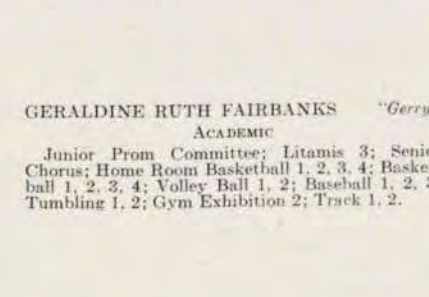 GERALDINE RUTH FAIRBANKS "Gerry
ACADEMIC
Junior Prom Committee; Litamis 3; Senio
Chorus; Home Room Basketball 1, 2, 3, 4; Baske
ball 1, 2, 3, 4; Volley Ball 1, 2; Baseball 1, 2,
Tumbling 1, 2; Gym Exhibition 2; Track 1, 2.